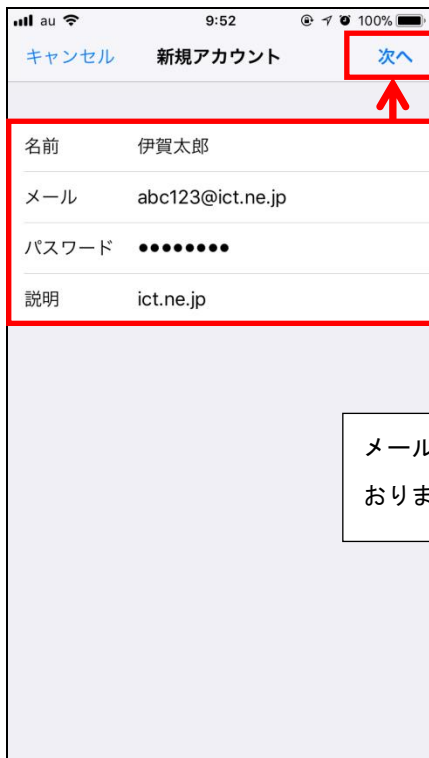 au 9:52 100%
キャンセル 新規アカウント 次へ
名前 伊賀太郎
メール abc123@ict.ne.jp
パスワード ●●●●●●●●
説明 ict.ne.jp
メール
おりま